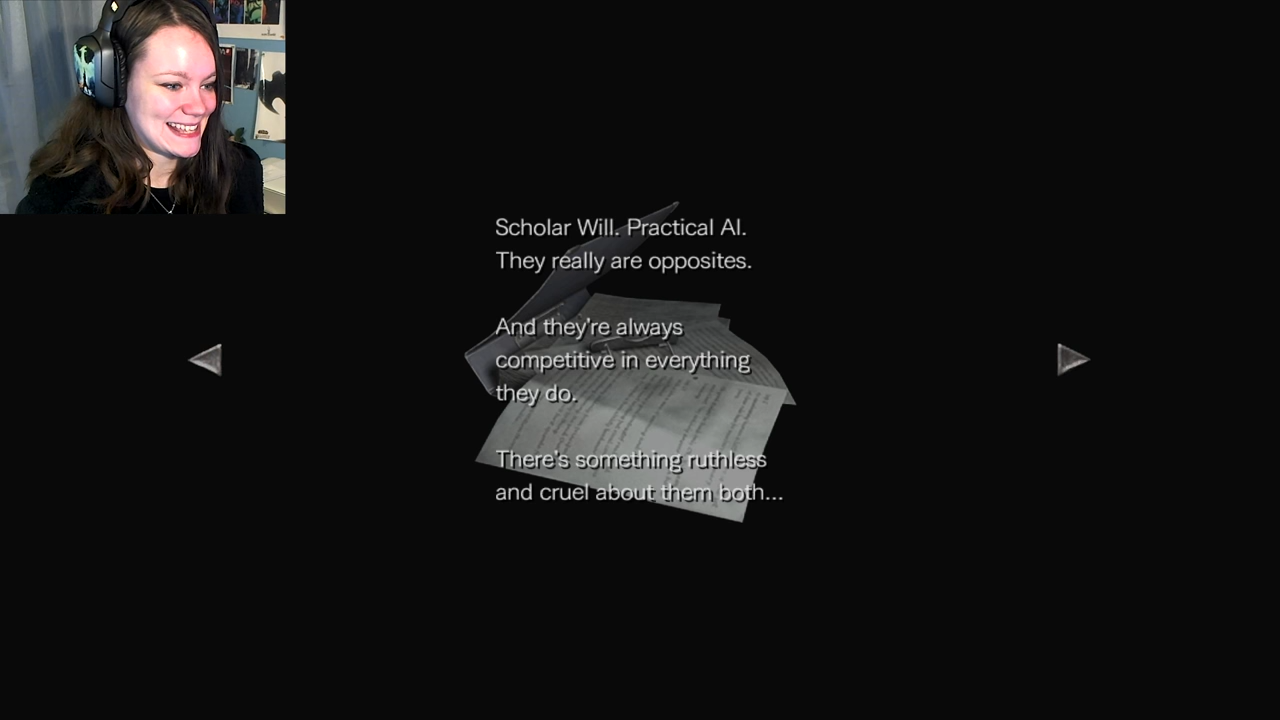 Scholar Will. Practical Al.
They really are opposites.
And they're always
competitive in everything
they do.
There's something ruthless
and cruel about them both...